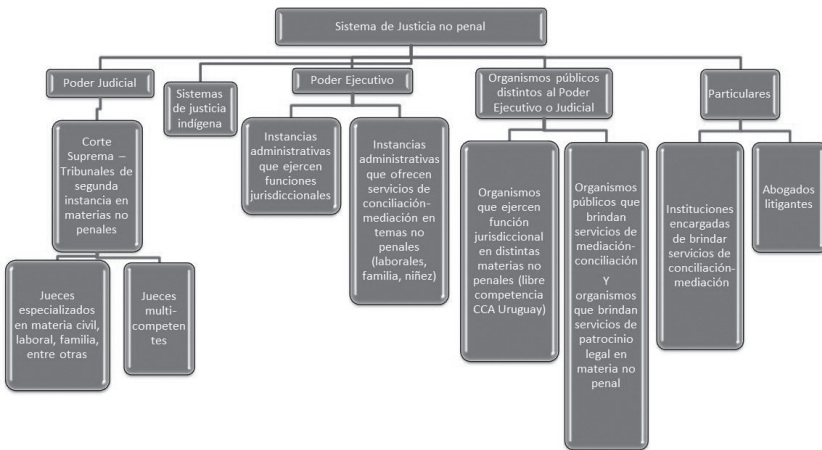 Sistema de Justicia no penal
Poder Judicial
Sistemas
de justicia
indígena
Poder Ejecutivo
Organismos públicos
distintos al Poder
Ejecutivo o Judicial
Particulares
Corte
Suprema –
Tribunales de
segunda
instancia en
materias no
penales
Instancias
administrativas
que ejercen
funciones
jurisdiccionales
Instancias
administrativas
que ofrecen
servicios de
conciliación-
mediación en
temas no
penales
(laborales,
familia, niñez)
Organismos
que ejercen
función
jurisdiccional
en distintas
materias no
penales (libre
competencia
CCA Uruguay)
Organismos
públicos que
brindan
servicios de
mediación-
conciliación
Y
organismos
que brindan
servicios de
patrocinio
legal en
materia no
penal
Instituciones
encargadas
de brindar
servicios de
conciliación-
mediación
Abogados
litigantes
Jueces
especializados
en materia civil,
laboral, familia,
entre otras
Jueces
multi-
competentes